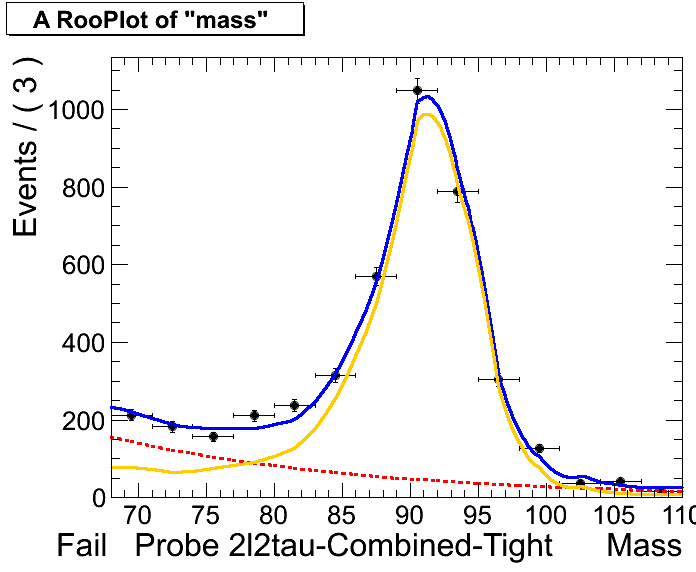 A RooPlot of "mass"
Events / ( 3 )
1000
800
600
400
200
0
70 75 80 85 90 95 100 105 110
Fail Probe 2l2tau-Combined-Tight Mass